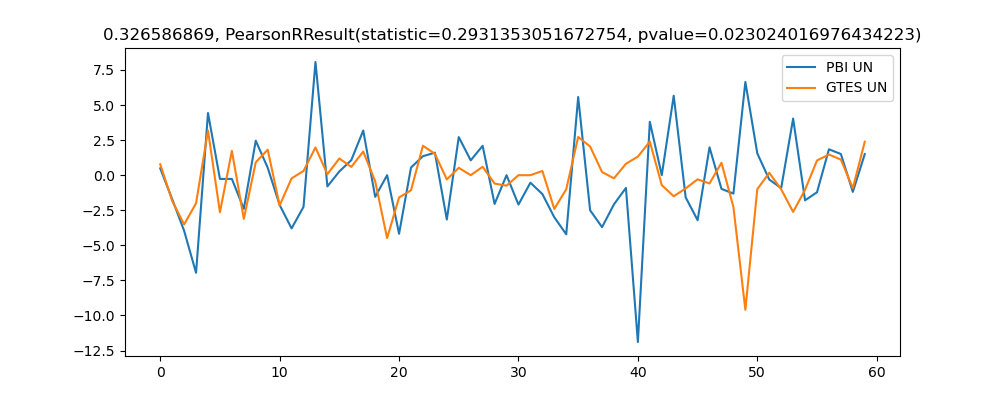 0.326586869, PearsonRResult(statistic=0.2931353051672754, pvalue=0.023024016976434223)
PBI UN
GTES UN
7.5
5.0
2.5
0.0
−2.5
−5.0
−7.5
−10.0
−12.5
0 10 20 30 40 50 60